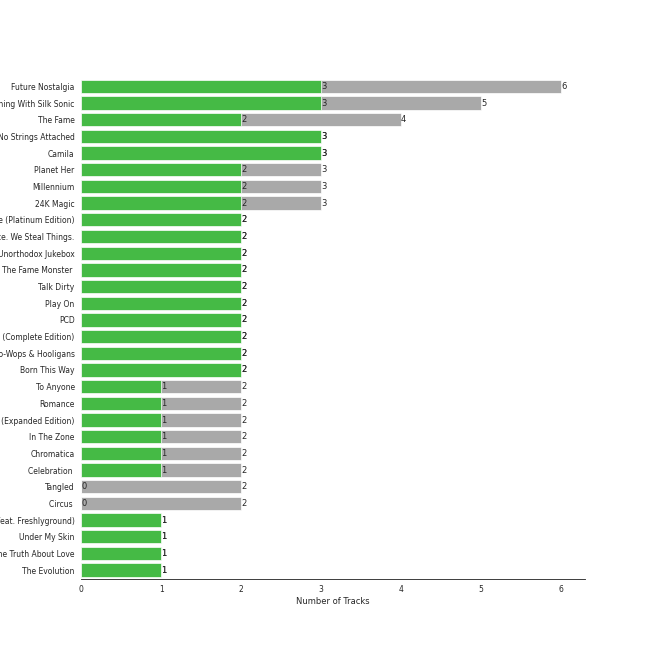 Future Nostalgia 3 6
ning With Silk Sonic 3 5
The Fame 2 4
No Strings Attached 3
Camila 3
Planet Her 2 3
Millennium 2 3
24K Magic 2 3
e (Platinum Edition) 2
ce. We Steal Things. 2
Unorthodox Jukebox 2
The Fame Monster 2
Talk Dirty 2
Play On 2
PCD 2
(Complete Edition) 2
o-Wops & Hooligans 2
Born This Way 2
To Anyone 1 2
Romance 1 2
(Expanded Edition) 1 2
In The Zone 1 2
Chromatica 1 2
Celebration 1 2
Tangled 0 2
Circus 0 2
feat. Freshlyground) 1
Under My Skin 1
he Truth About Love 1
The Evolution 1
0 1 2 3 4 5 6
Number of Tracks